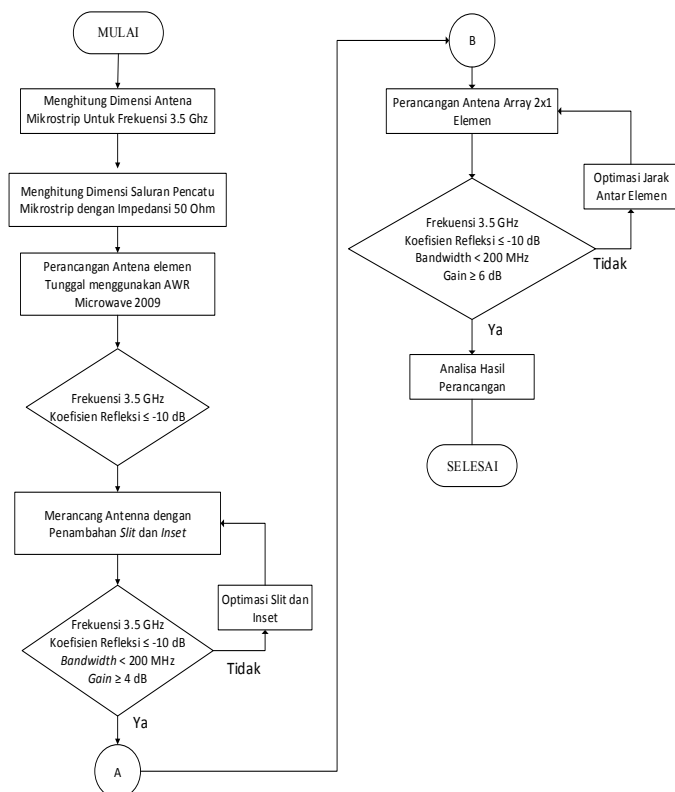 MULAI
Menghitung Dimensi Antena
Mikrostrip Untuk Frekuensi 3.5 Ghz
Menghitung Dimensi Saluran Pencatu
Mikrostrip dengan Impedansi 50 Ohm
Perancangan Antena elemen
Tunggal menggunakan AWR
Microwave 2009
Frekuensi 3.5 GHz
Koefisien Refleksi ≤ -10 dB
Merancang Antenna dengan
Penambahan Slit dan Inset
Optimasi Slit dan
Inset
Frekuensi 3.5 GHz
Koefisien Refleksi ≤ -10 dB
Bandwidth < 200 MHz
Gain ≥ 4 dB
Tidak
Ya
A
B
Perancangan Antena Array 2x1
Elemen
Optimasi Jarak
Antar Elemen
Frekuensi 3.5 GHz
Koefisien Refleksi ≤ -10 dB
Bandwidth < 200 MHz
Gain ≥ 6 dB
Tidak
Ya
Analisa Hasil
Perancangan
SELESAI